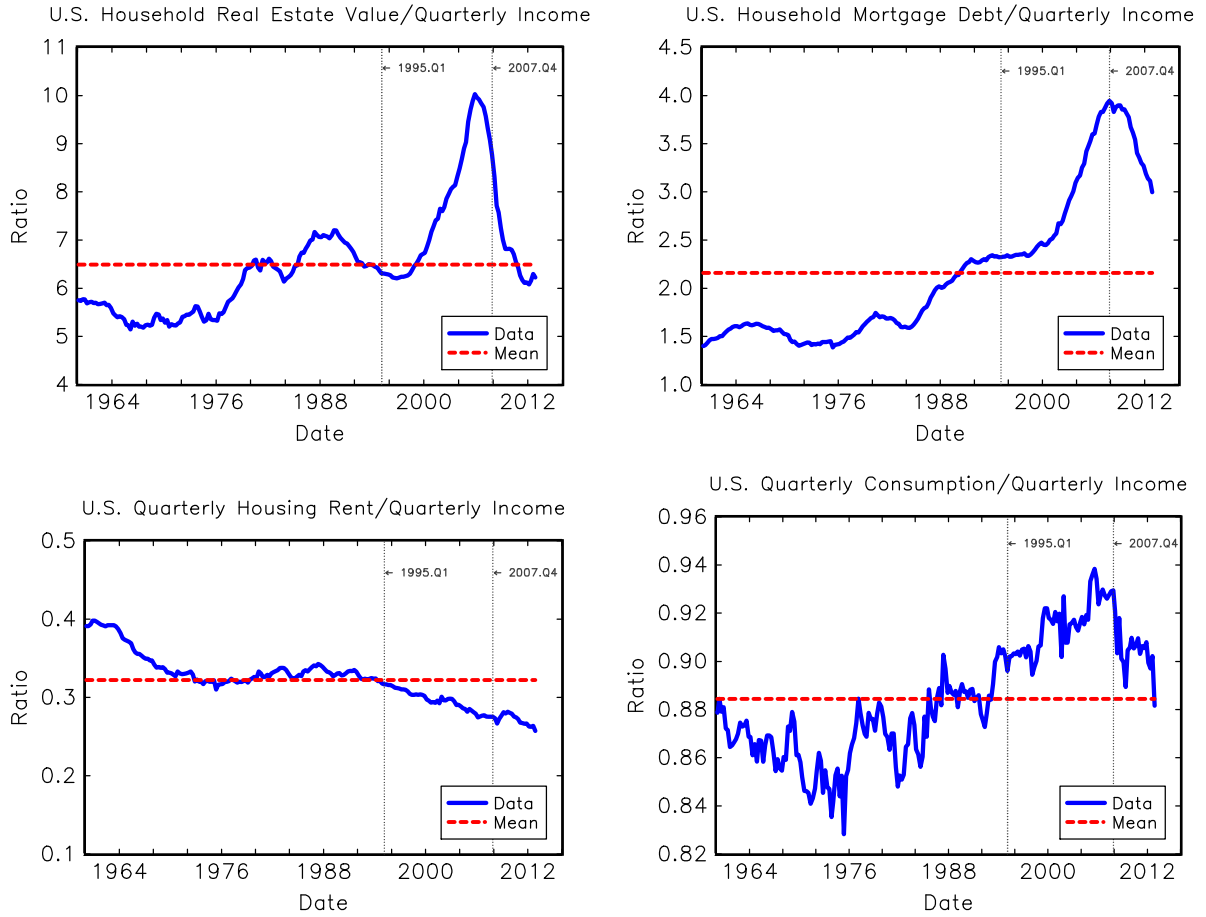 U.S. Household Real Estate Value/Quarterly Income
11
10
9
8
7
6
5
4
Ratio
← 1995.Q1
← 2007.Q4
Data
Mean
1964 1976 1988 2000 2012
Date
U.S. Household Mortgage Debt/Quarterly Income
4.5
4.0
3.5
3.0
2.5
2.0
1.5
1.0
Ratio
← 1995.Q1
← 2007.Q4
Data
Mean
1964 1976 1988 2000 2012
Date
U.S. Quarterly Housing Rent/Quarterly Income
0.5
0.4
0.3
0.2
0.1
Ratio
← 1995.Q1
← 2007.Q4
Data
Mean
1964 1976 1988 2000 2012
Date
U.S. Quarterly Consumption/Quarterly Income
0.96
0.94
0.92
0.90
0.88
0.86
0.84
0.82
Ratio
← 1995.Q1
← 2007.Q4
Data
Mean
1964 1976 1988 2000 2012
Date